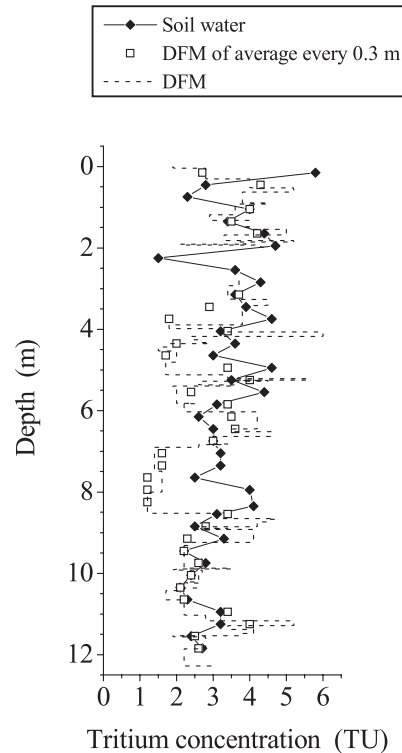 Soil water
DFM of average every 0.3 m
DFM
0
2
4
6
8
10
12
Depth (m)
0 1 2 3 4 5 6
Tritium concentration (TU)